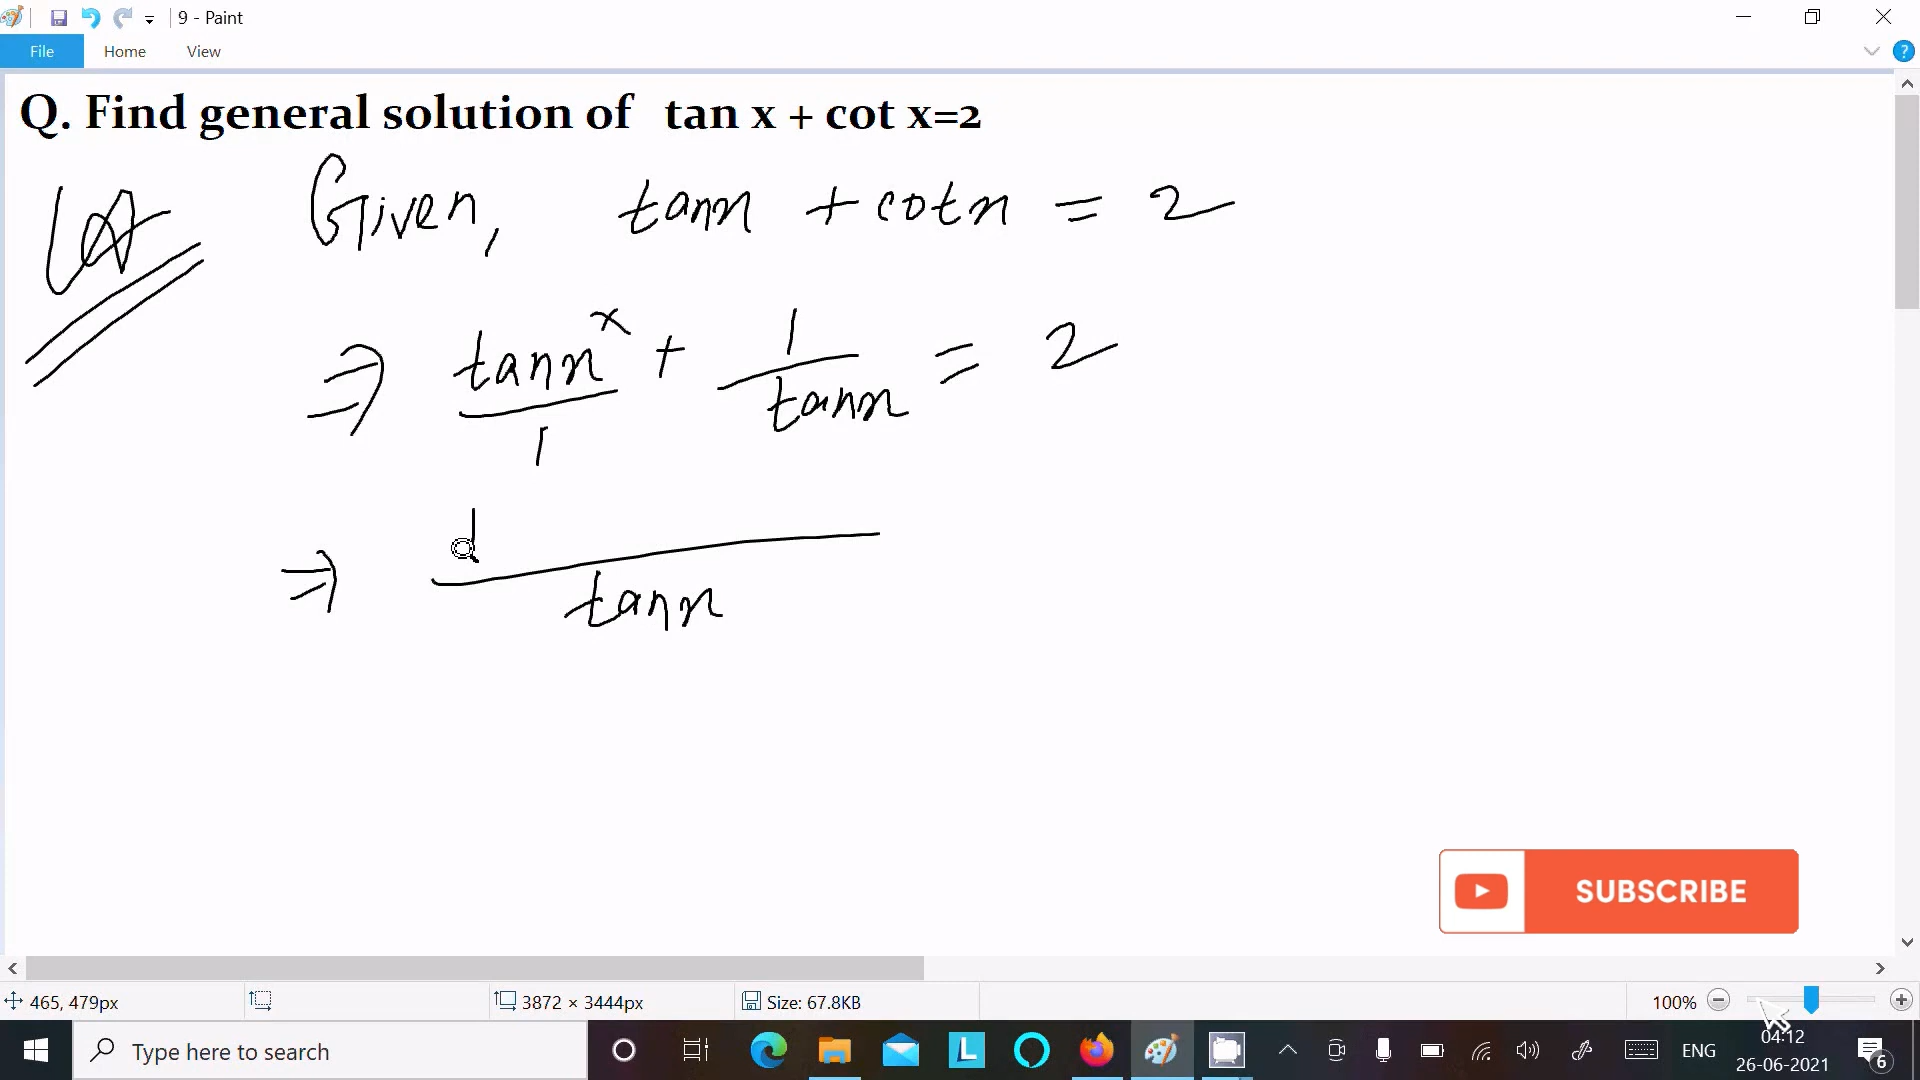 9 - Paint
File Home View
Q. Find general solution of tan x + cot x=2
Given, tanx + cotx = 2
⇒ tanx/1 + 1/tanx = 2
⇒ /tanx
SUBSCRIBE
465, 479px 3872 × 3444px Size: 67.8KB 100%
Type here to search
L
ENG
04:12
26-06-2021
6